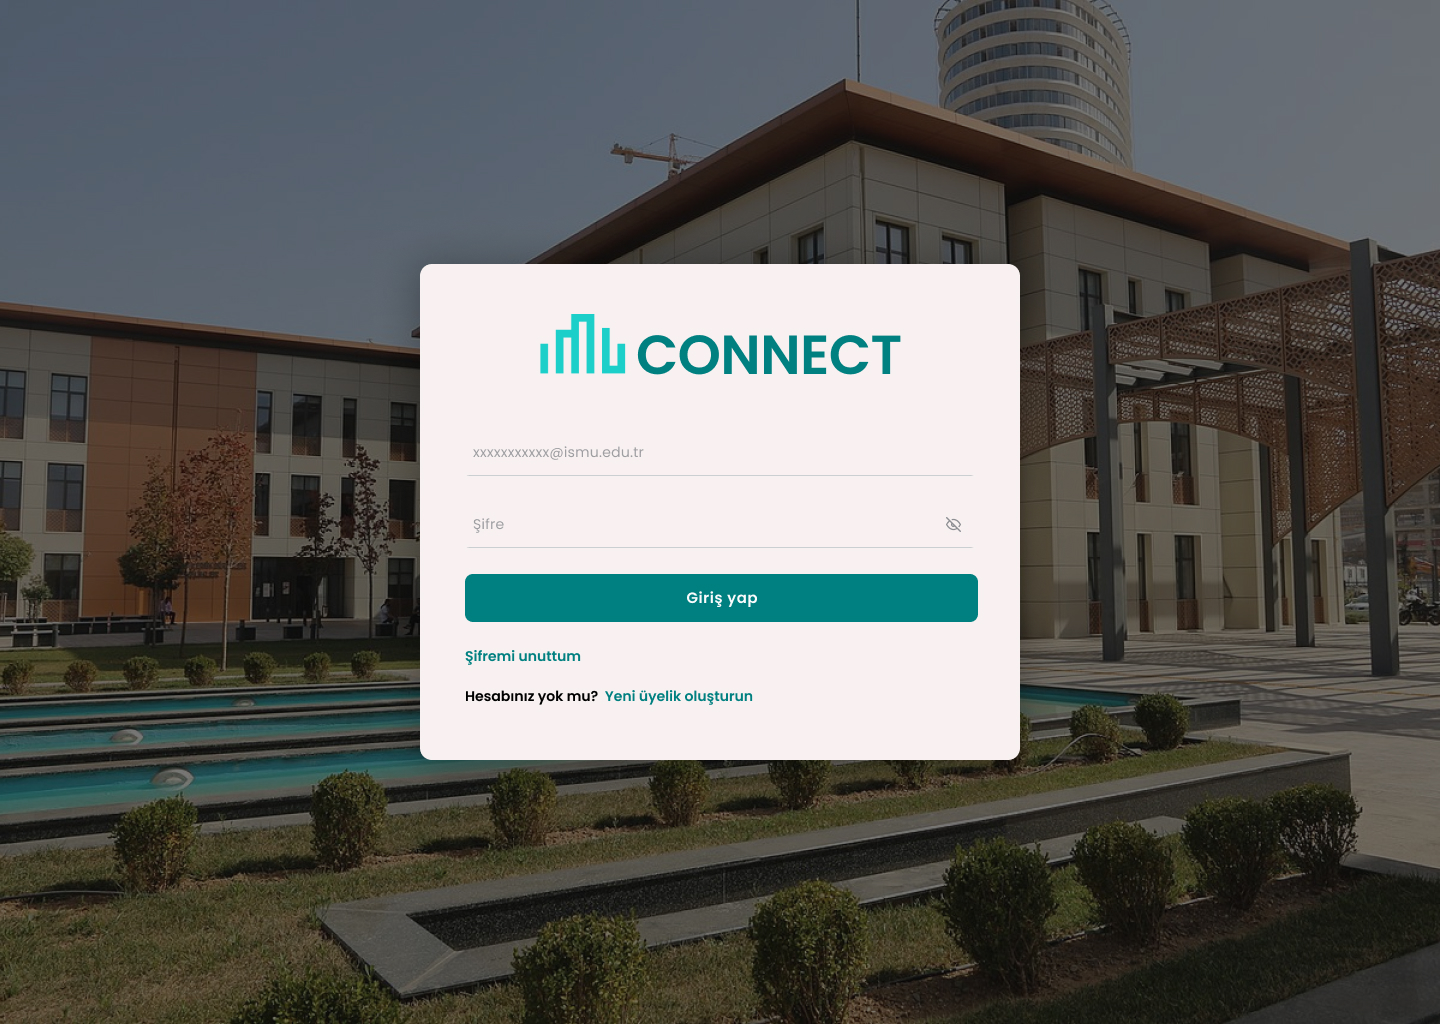 CONNECT
xxxxxxxxxxx@ismu.edu.tr
Şifre
Giriş yap
Şifremi unuttum
Hesabınız yok mu? Yeni üyelik oluşturun